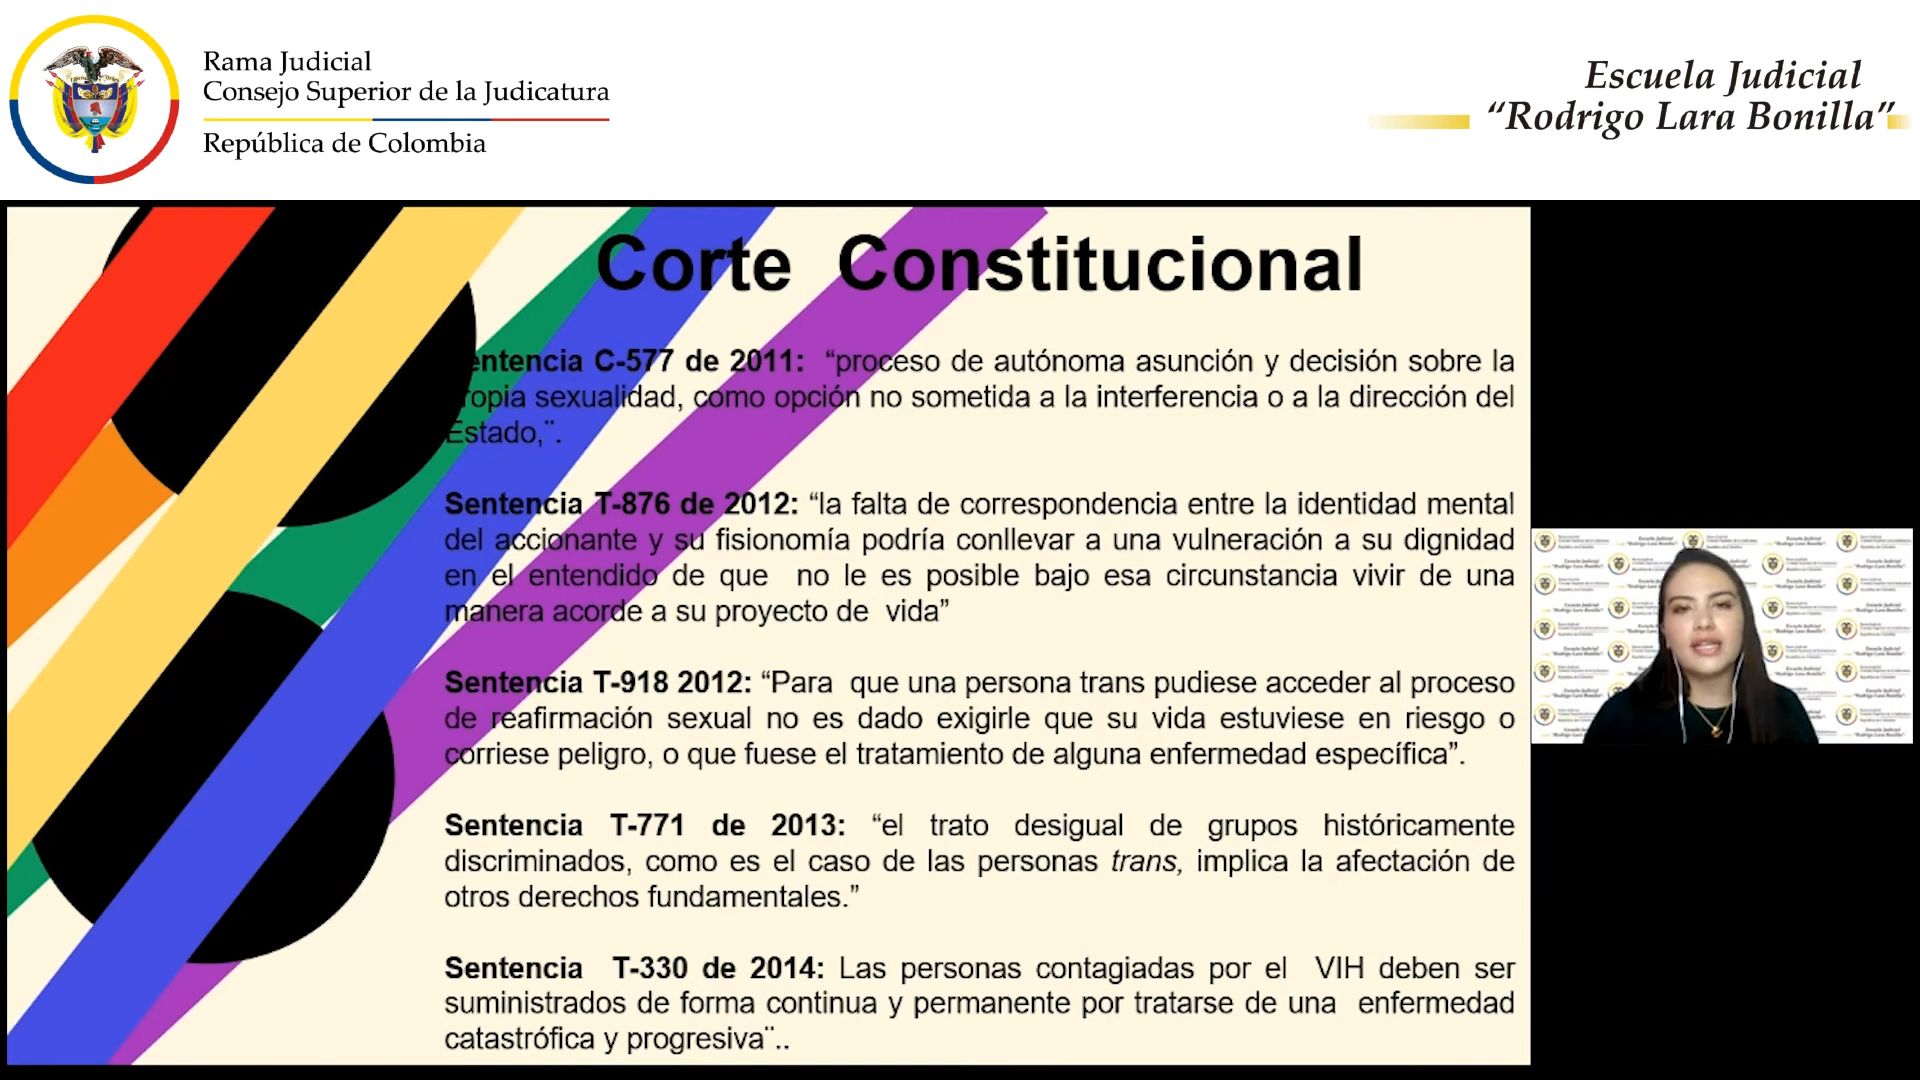 Rama Judicial
Consejo Superior de la Judicatura
República de Colombia
Escuela Judicial
“Rodrigo Lara Bonilla”
Corte Constitucional
Sentencia C-577 de 2011: “proceso de autónoma asunción y decisión sobre la
propia sexualidad, como opción no sometida a la interferencia o a la dirección del
Estado,¨.
Sentencia T-876 de 2012: “la falta de correspondencia entre la identidad mental
del accionante y su fisionomía podría conllevar a una vulneración a su dignidad
en el entendido de que no le es posible bajo esa circunstancia vivir de una
manera acorde a su proyecto de vida”
Sentencia T-918 2012: “Para que una persona trans pudiese acceder al proceso
de reafirmación sexual no es dado exigirle que su vida estuviese en riesgo o
corriese peligro, o que fuese el tratamiento de alguna enfermedad específica”.
Sentencia T-771 de 2013: “el trato desigual de grupos históricamente
discriminados, como es el caso de las personas trans, implica la afectación de
otros derechos fundamentales.”
Sentencia T-330 de 2014: Las personas contagiadas por el VIH deben ser
suministrados de forma continua y permanente por tratarse de una enfermedad
catastrófica y progresiva¨..